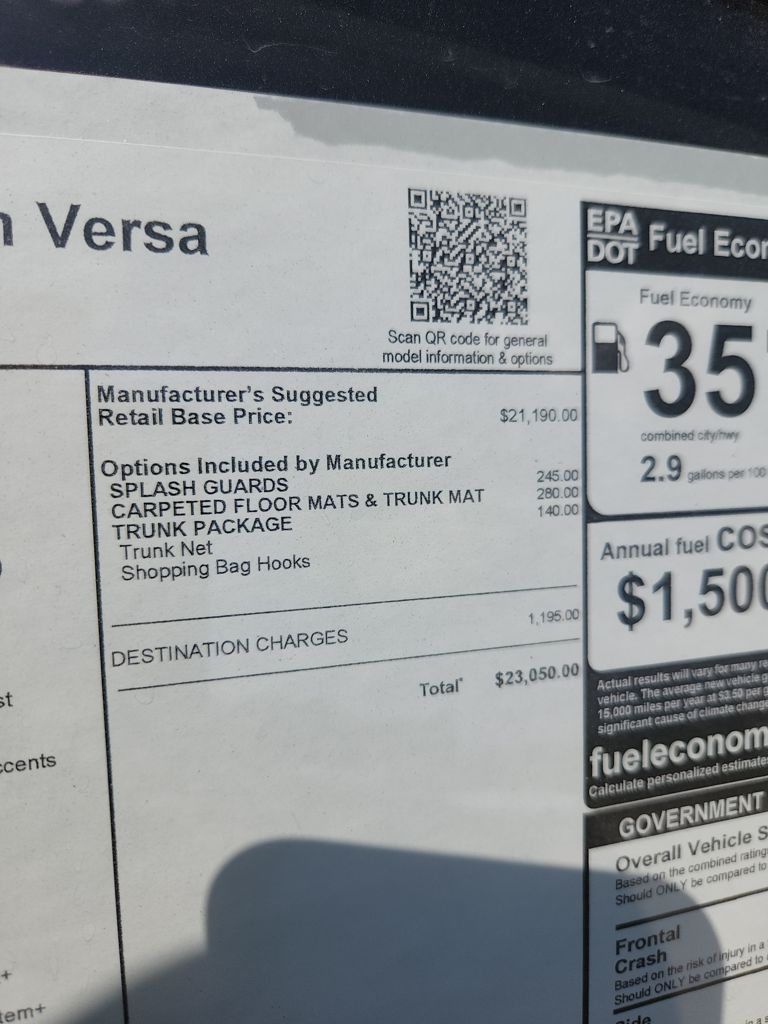 Versa
Scan QR code for general
model information & options
Manufacturer's Suggested
Retail Base Price: $21,190.00
Options Included by Manufacturer
SPLASH GUARDS 245.00
CARPETED FLOOR MATS & TRUNK MAT 280.00
TRUNK PACKAGE 140.00
Trunk Net
Shopping Bag Hooks
DESTINATION CHARGES 1,195.00
Total* $23,050.00
EPA
DOT
Fuel Econ
Fuel Economy
35
combined city/hwy
2.9 gallons per 100
Annual fuel COS
$1,500
Actual results will vary for many re
vehicle. The average new vehicle g
15,000 miles per year at $3.50 per g
significant cause of climate change
fueleconom
Calculate personalized estimates
GOVERNMENT
Overall Vehicle S
Based on the combined rating
Should ONLY be compared to
Frontal
Crash
Based on the risk of injury in a
Should ONLY be compared to
st
ccents
+
tem+